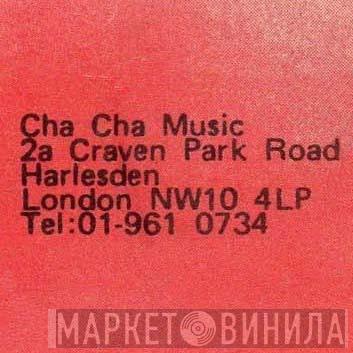 Cha Cha Music
2a Craven Park Road
Harlesden
London NW10 4LP
Tel:01-961 0734
МАРКЕТ ВИНИЛА